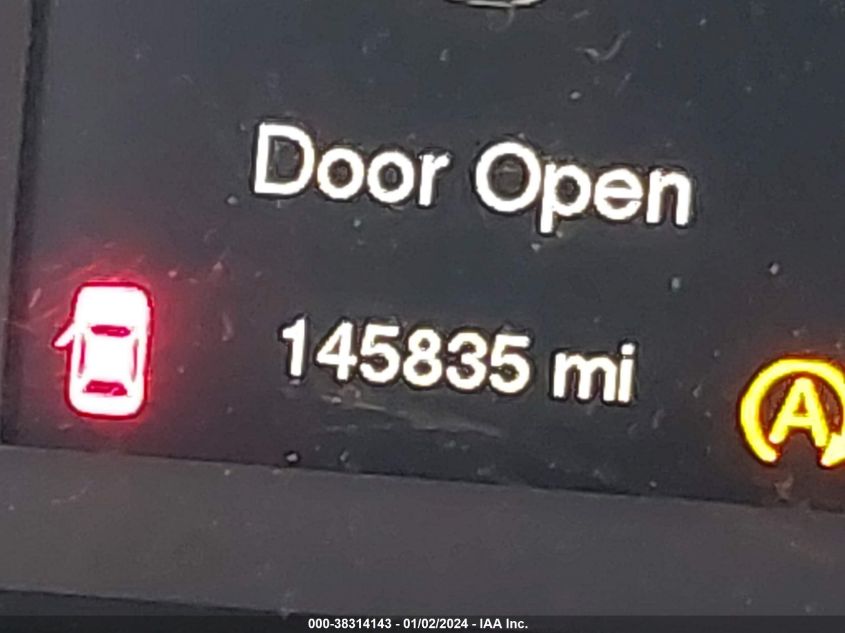 Door Open
145835 mi
A
000-38314143 - 01/02/2024 - IAA Inc.